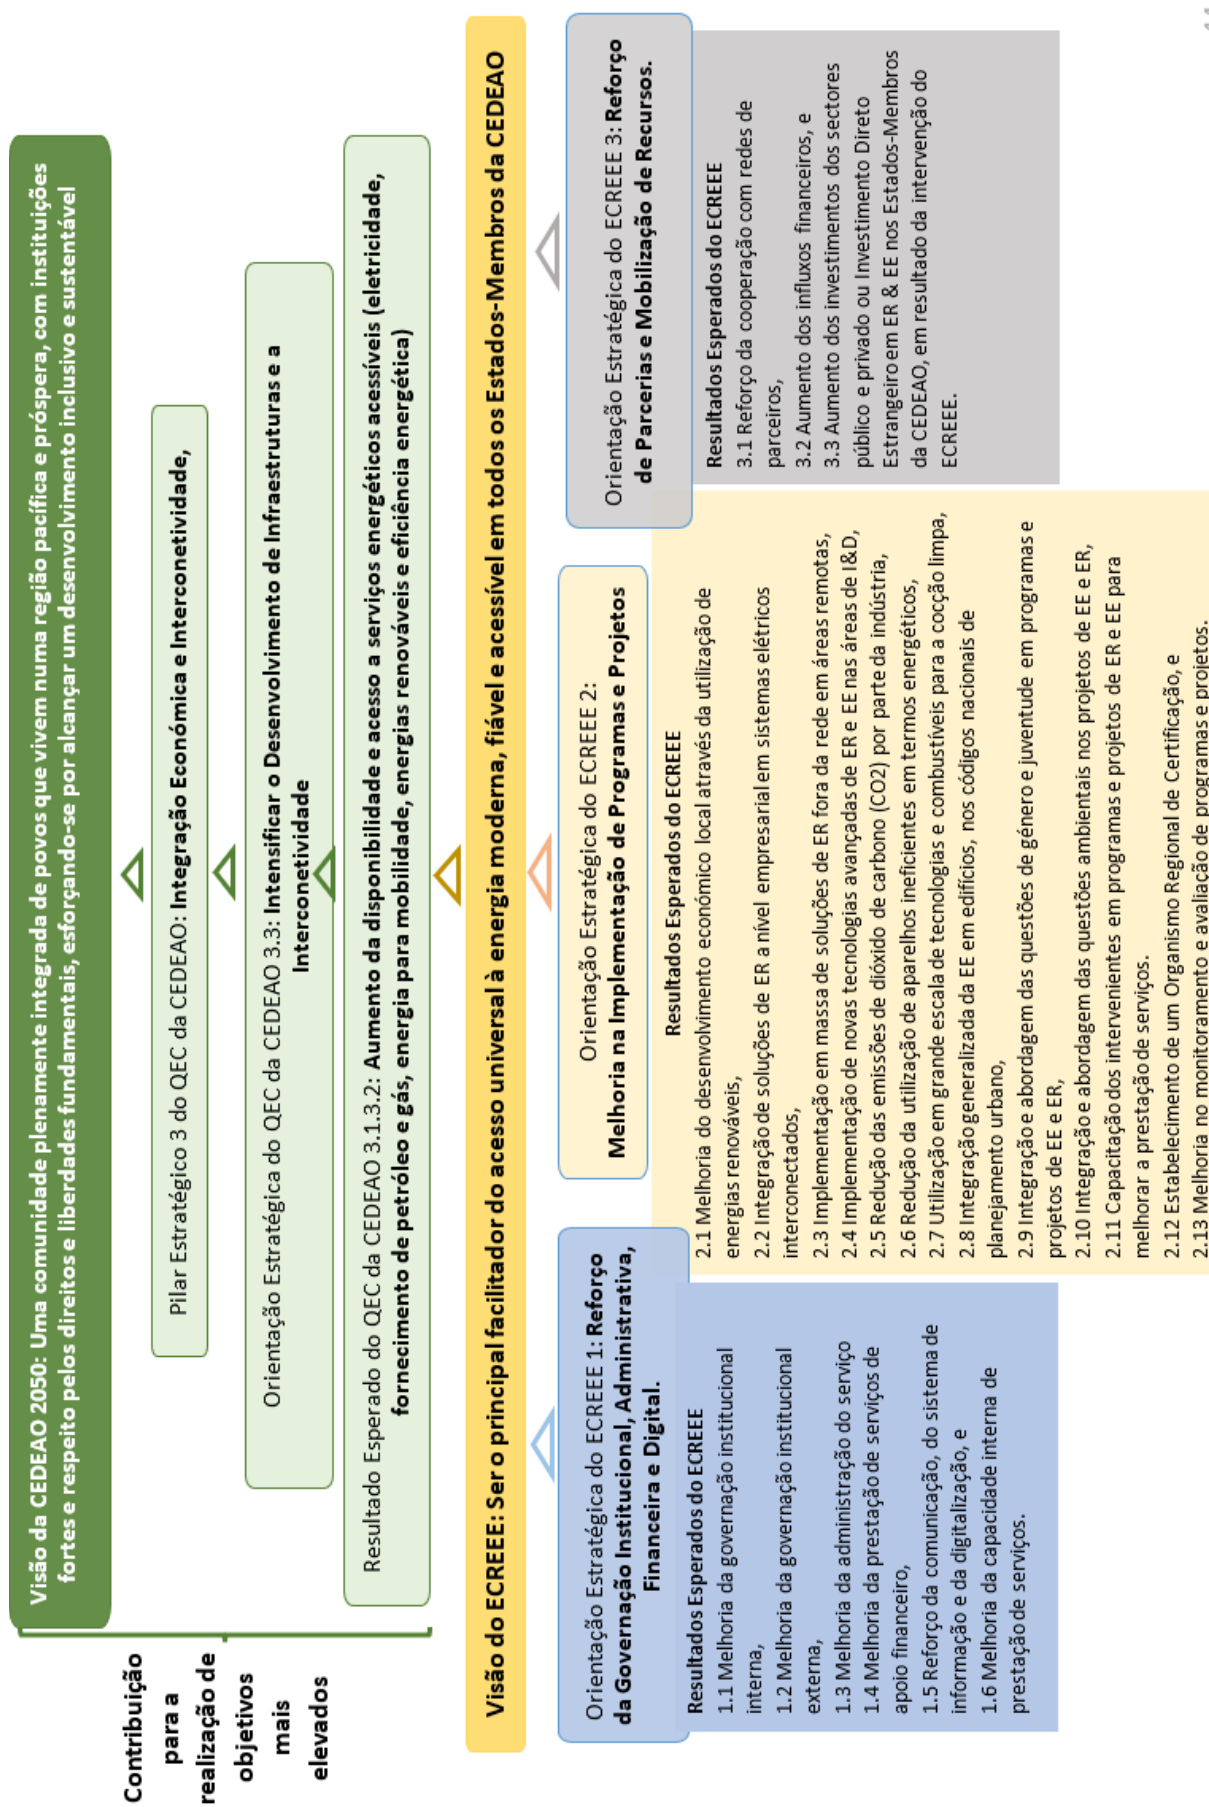 Visão da CEDEAO 2050: Uma comunidade plenamente integrada de povos que vivem numa região pacífica e próspera, com instituições
fortes e respeito pelos direitos e liberdades fundamentais, esforçando-se por alcançar um desenvolvimento inclusivo e sustentável
Contribuição
para a
realização de
objetivos
mais
elevados
Pilar Estratégico 3 do QEC da CEDEAO: Integração Económica e Interconetividade,
Orientação Estratégica do QEC da CEDEAO 3.3: Intensificar o Desenvolvimento de Infraestruturas e a
Interconetividade
Resultado Esperado do QEC da CEDEAO 3.1.3.2: Aumento da disponibilidade e acesso a serviços energéticos acessíveis (eletricidade,
fornecimento de petróleo e gás, energia para mobilidade, energias renováveis e eficiência energética)
Visão do ECREEE: Ser o principal facilitador do acesso universal à energia moderna, fiável e acessível em todos os Estados-Membros da CEDEAO
Orientação Estratégica do ECREEE 1: Reforço
da Governação Institucional, Administrativa,
Financeira e Digital.
Resultados Esperados do ECREEE
1.1 Melhoria da governação institucional
interna,
1.2 Melhoria da governação institucional
externa,
1.3 Melhoria da administração do serviço
1.4 Melhoria da prestação de serviços de
apoio financeiro,
1.5 Reforço da comunicação, do sistema de
informação e da digitalização, e
1.6 Melhoria da capacidade interna de
prestação de serviços.
Orientação Estratégica do ECREEE 2:
Melhoria na Implementação de Programas e Projetos
Resultados Esperados do ECREEE
2.1 Melhoria do desenvolvimento económico local através da utilização de
energias renováveis,
2.2 Integração de soluções de ER a nível empresarial em sistemas elétricos
interconectados,
2.3 Implementação em massa de soluções de ER fora da rede em áreas remotas,
2.4 Implementação de novas tecnologias avançadas de ER e EE nas áreas de I&D,
2.5 Redução das emissões de dióxido de carbono (CO2) por parte da indústria,
2.6 Redução da utilização de aparelhos ineficientes em termos energéticos,
2.7 Utilização em grande escala de tecnologias e combustíveis para a cocção limpa,
2.8 Integração generalizada da EE em edifícios, nos códigos nacionais de
planejamento urbano,
2.9 Integração e abordagem das questões de género e juventude em programas e
projetos de EE e ER,
2.10 Integração e abordagem das questões ambientais nos projetos de EE e ER,
2.11 Capacitação dos intervenientes em programas e projetos de ER e EE para
melhorar a prestação de serviços.
2.12 Estabelecimento de um Organismo Regional de Certificação, e
2.13 Melhoria no monitoramento e avaliação de programas e projetos.
Orientação Estratégica do ECREEE 3: Reforço
de Parcerias e Mobilização de Recursos.
Resultados Esperados do ECREEE
3.1 Reforço da cooperação com redes de
parceiros,
3.2 Aumento dos influxos financeiros, e
3.3 Aumento dos investimentos dos sectores
público e privado ou Investimento Direto
Estrangeiro em ER & EE nos Estados-Membros
da CEDEAO, em resultado da intervenção do
ECREEE.